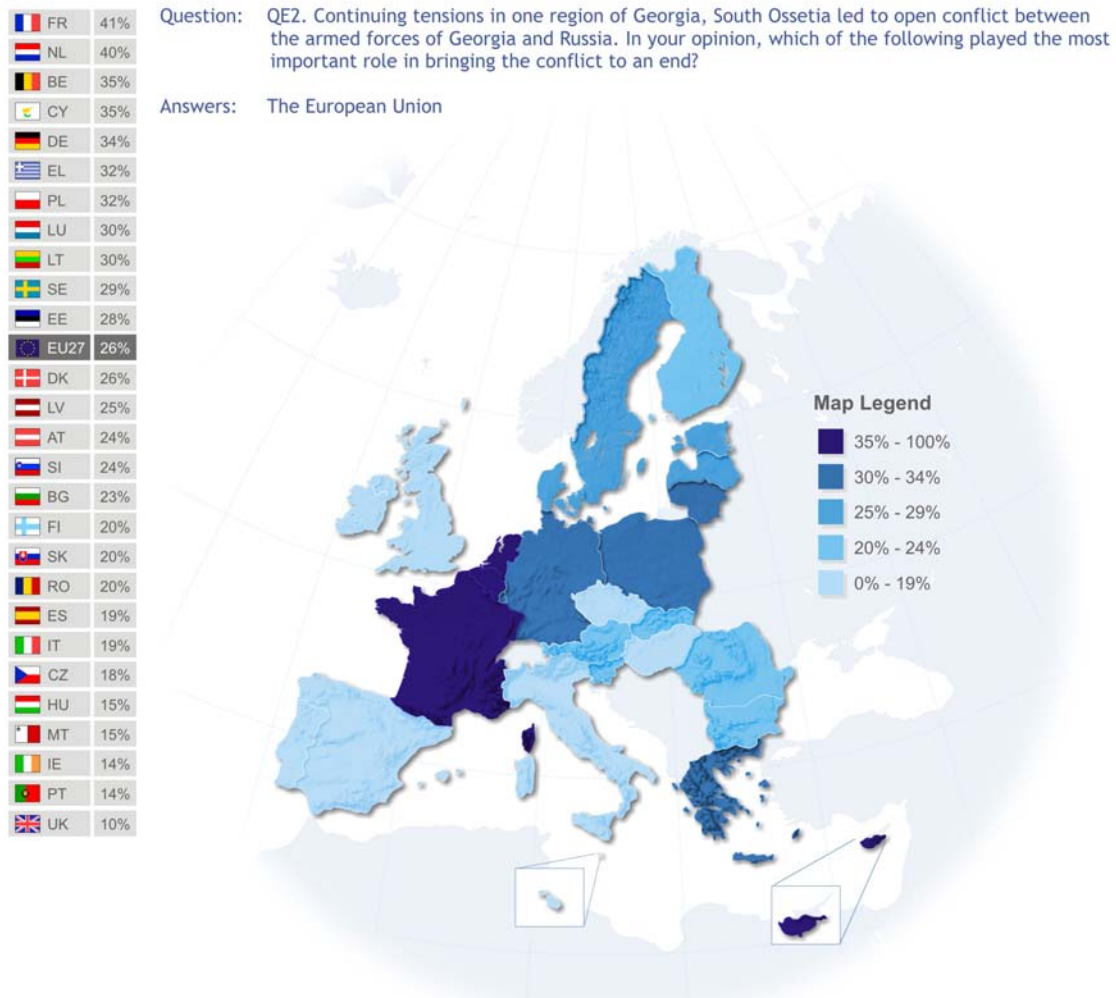 Question: QE2. Continuing tensions in one region of Georgia, South Ossetia led to open conflict between
the armed forces of Georgia and Russia. In your opinion, which of the following played the most
important role in bringing the conflict to an end?
Answers: The European Union
FR 41%
NL 40%
BE 35%
CY 35%
DE 34%
EL 32%
PL 32%
LU 30%
LT 30%
SE 29%
EE 28%
EU27 26%
DK 26%
LV 25%
AT 24%
SI 24%
BG 23%
FI 20%
SK 20%
RO 20%
ES 19%
IT 19%
CZ 18%
HU 15%
MT 15%
IE 14%
PT 14%
UK 10%
Map Legend
35% - 100%
30% - 34%
25% - 29%
20% - 24%
0% - 19%